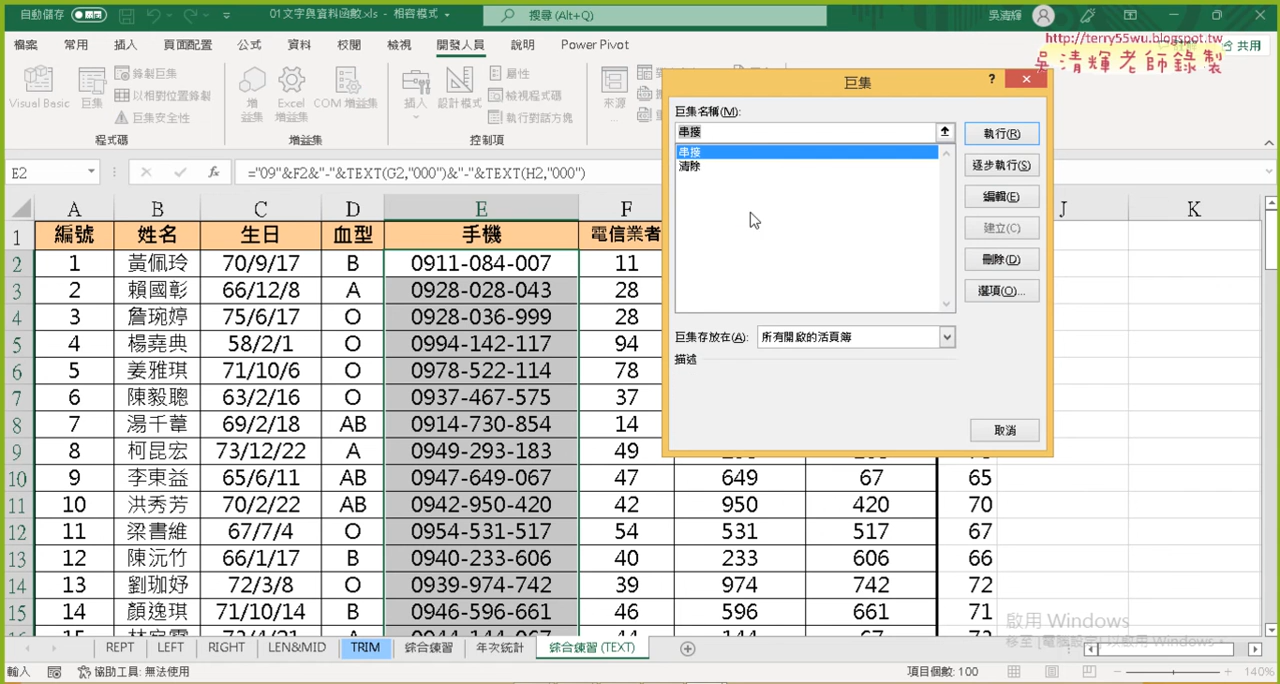 自動儲存 01文字與資料函數.xls - 相容模式 搜尋 (Alt+Q) 吳清輝
http://terry55wu.blogspot.tw
吳清輝老師錄製
檔案 常用 插入 頁面配置 公式 資料 校閱 檢視 開發人員 說明 Power Pivot 共用
Visual Basic 巨集 錄製巨集 以相對位置錄製 巨集安全性 程式碼
增益集 Excel 增益集 COM 增益集 增益集
插入 設計模式 屬性 檢視程式碼 執行對話方塊 控制項
來源
E2 fx ="09"&F2&"-"&TEXT(G2,"000")&"-"&TEXT(H2,"000")
巨集 ?
巨集名稱(M):
串接
串接
清除
執行(R)
逐步執行(S)
編輯(E)
建立(C)
刪除(D)
選項(O)...
巨集存放在(A): 所有開啟的活頁簿
描述
取消
A B C D E F J K
1 編號 姓名 生日 血型 手機 電信業者
2 1 黃佩玲 70/9/17 B 0911-084-007 11
3 2 賴國彰 66/12/8 A 0928-028-043 28
4 3 詹琬婷 75/6/17 O 0928-036-999 28
5 4 楊堯典 58/2/1 O 0994-142-117 94
6 5 姜雅琪 71/10/6 O 0978-522-114 78
7 6 陳毅聰 63/2/16 O 0937-467-575 37
8 7 湯千葦 69/2/18 AB 0914-730-854 14
9 8 柯昆宏 73/12/22 A 0949-293-183 49
10 9 李東益 65/6/11 AB 0947-649-067 47 649 67 65
11 10 洪秀芳 70/2/22 AB 0942-950-420 42 950 420 70
12 11 梁書維 67/7/4 O 0954-531-517 54 531 517 67
13 12 陳沅竹 66/1/17 B 0940-233-606 40 233 606 66
14 13 劉珈妤 72/3/8 O 0939-974-742 39 974 742 72
15 14 顏逸琪 71/10/14 B 0946-596-661 46 596 661 71
啟用 Windows
移至 [電腦設定] 以啟用 Windows。
REPT LEFT RIGHT LEN&MID TRIM 綜合練習 年次統計 綜合練習 (TEXT)
輸入 協助工具: 無法使用 項目個數: 100 140%